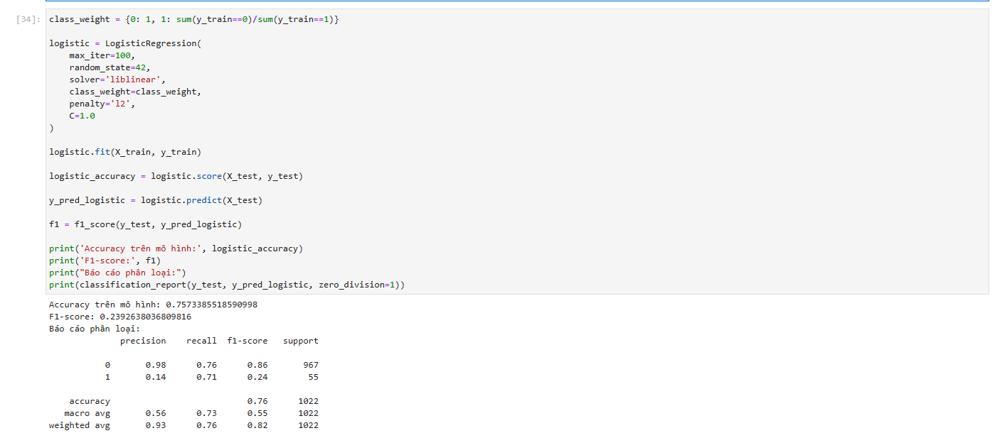 [34]:
class_weight = {0: 1, 1: sum(y_train==0)/sum(y_train==1)}
logistic = LogisticRegression(
    max_iter=100,
    random_state=42,
    solver='liblinear',
    class_weight=class_weight,
    penalty='l2',
    C=1.0
)
logistic.fit(X_train, y_train)
logistic_accuracy = logistic.score(X_test, y_test)
y_pred_logistic = logistic.predict(X_test)
f1 = f1_score(y_test, y_pred_logistic)
print('Accuracy trên mô hình:', logistic_accuracy)
print('F1-score:', f1)
print("Báo cáo phân loại:")
print(classification_report(y_test, y_pred_logistic, zero_division=1))
Accuracy trên mô hình: 0.7573385518590998
F1-score: 0.2392638036809816
Báo cáo phân loại:
              precision    recall  f1-score   support
           0       0.98      0.76      0.86       967
           1       0.14      0.71      0.24        55
    accuracy                           0.76      1022
   macro avg       0.56      0.73      0.55      1022
weighted avg       0.93      0.76      0.82      1022